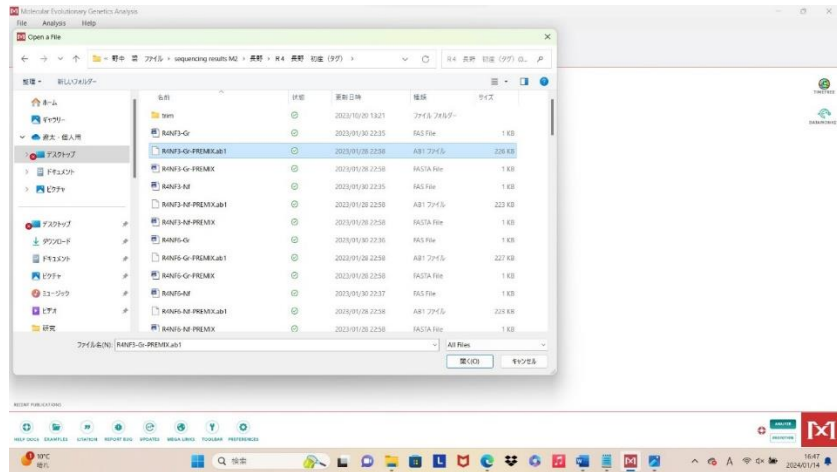 Molecular Evolutionary Genetics Analysis
File Analysis Help
Open a File
sequencing results M2 › 長野 › R4 長野 初産 (タグ) ›
整理 新しいフォルダー
名前 状態 更新日時 種類 サイズ
ホーム
ギャラリー
デスクトップ
ドキュメント
ピクチャ
デスクトップ
ダウンロード
ドキュメント
ピクチャ
ミュージック
ビデオ
研究
trim 2023/10/20 13:21 ファイル フォルダー
R4NF3-Gr 2023/01/30 22:35 FAS File 1 KB
R4NF3-Gr-PREMIX.ab1 2023/01/28 22:58 AB1 ファイル 226 KB
R4NF3-Gr-PREMIX 2023/01/28 22:58 FASTA File 1 KB
R4NF3-Nf 2023/01/30 22:35 FAS File 1 KB
R4NF3-Nf-PREMIX.ab1 2023/01/28 22:58 AB1 ファイル 223 KB
R4NF3-Nf-PREMIX 2023/01/28 22:58 FASTA File 1 KB
R4NF6-Gr 2023/01/30 22:36 FAS File 1 KB
R4NF6-Gr-PREMIX.ab1 2023/01/28 22:58 AB1 ファイル 227 KB
R4NF6-Gr-PREMIX 2023/01/28 22:58 FASTA File 1 KB
R4NF6-Nf 2023/01/30 22:37 FAS File 1 KB
R4NF6-Nf-PREMIX.ab1 2023/01/28 22:58 AB1 ファイル 223 KB
R4NF6-Nf-PREMIX 2023/01/28 22:58 FASTA File 1 KB
ファイル名(N): R4NF3-Gr-PREMIX.ab1 All Files
開く(O) キャンセル
TIMETREE
RECENT PUBLICATIONS
HELP DOCS EXAMPLES CITATION REPORT BUG UPDATES MEGA LINKS TOOLBAR PREFERENCES
ANALYZE
10°C
晴れ
検索
16:47
2024/01/14